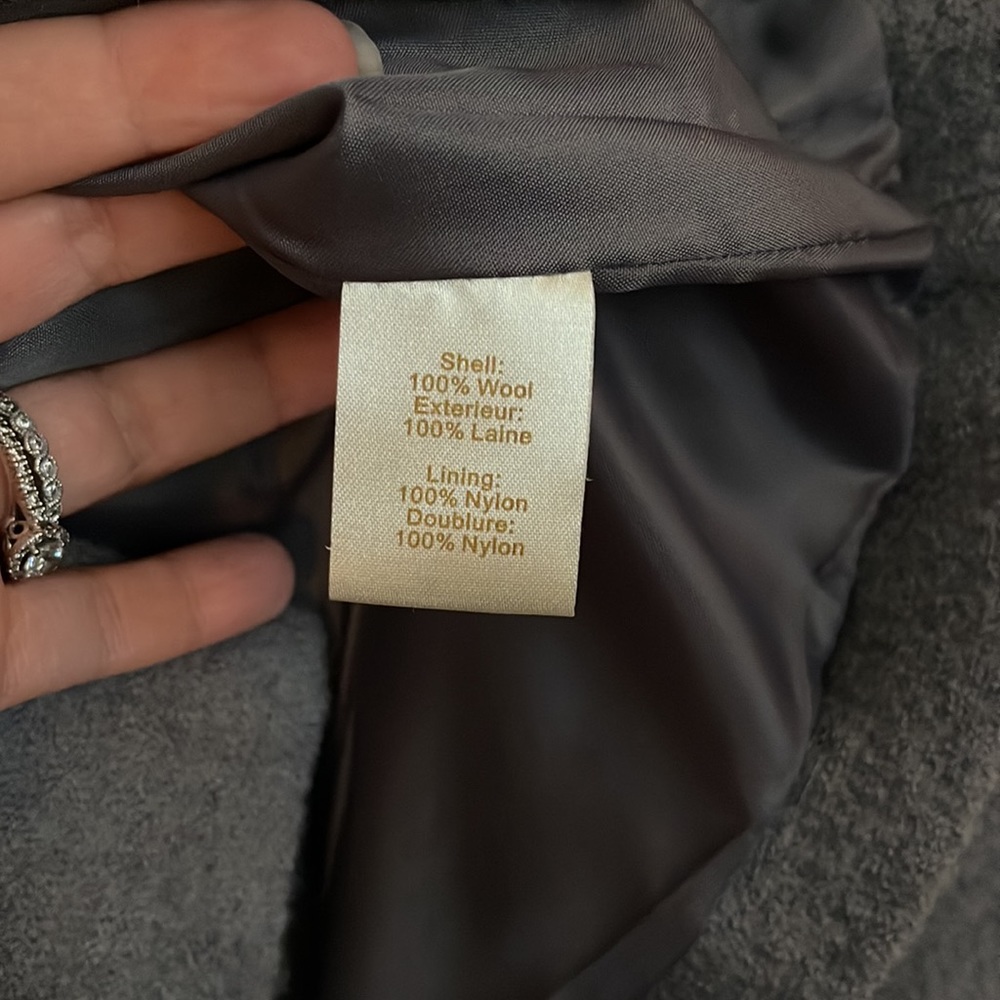 Shell:
100% Wool
Exterieur:
100% Laine
Lining:
100% Nylon
Doublure:
100% Nylon